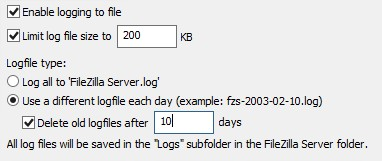 Enable logging to file
Limit log file size to 200 KB
Logfile type:
Log all to 'FileZilla Server.log'
Use a different logfile each day (example: fzs-2003-02-10.log)
Delete old logfiles after 10 days
All log files will be saved in the "Logs" subfolder in the FileZilla Server folder.